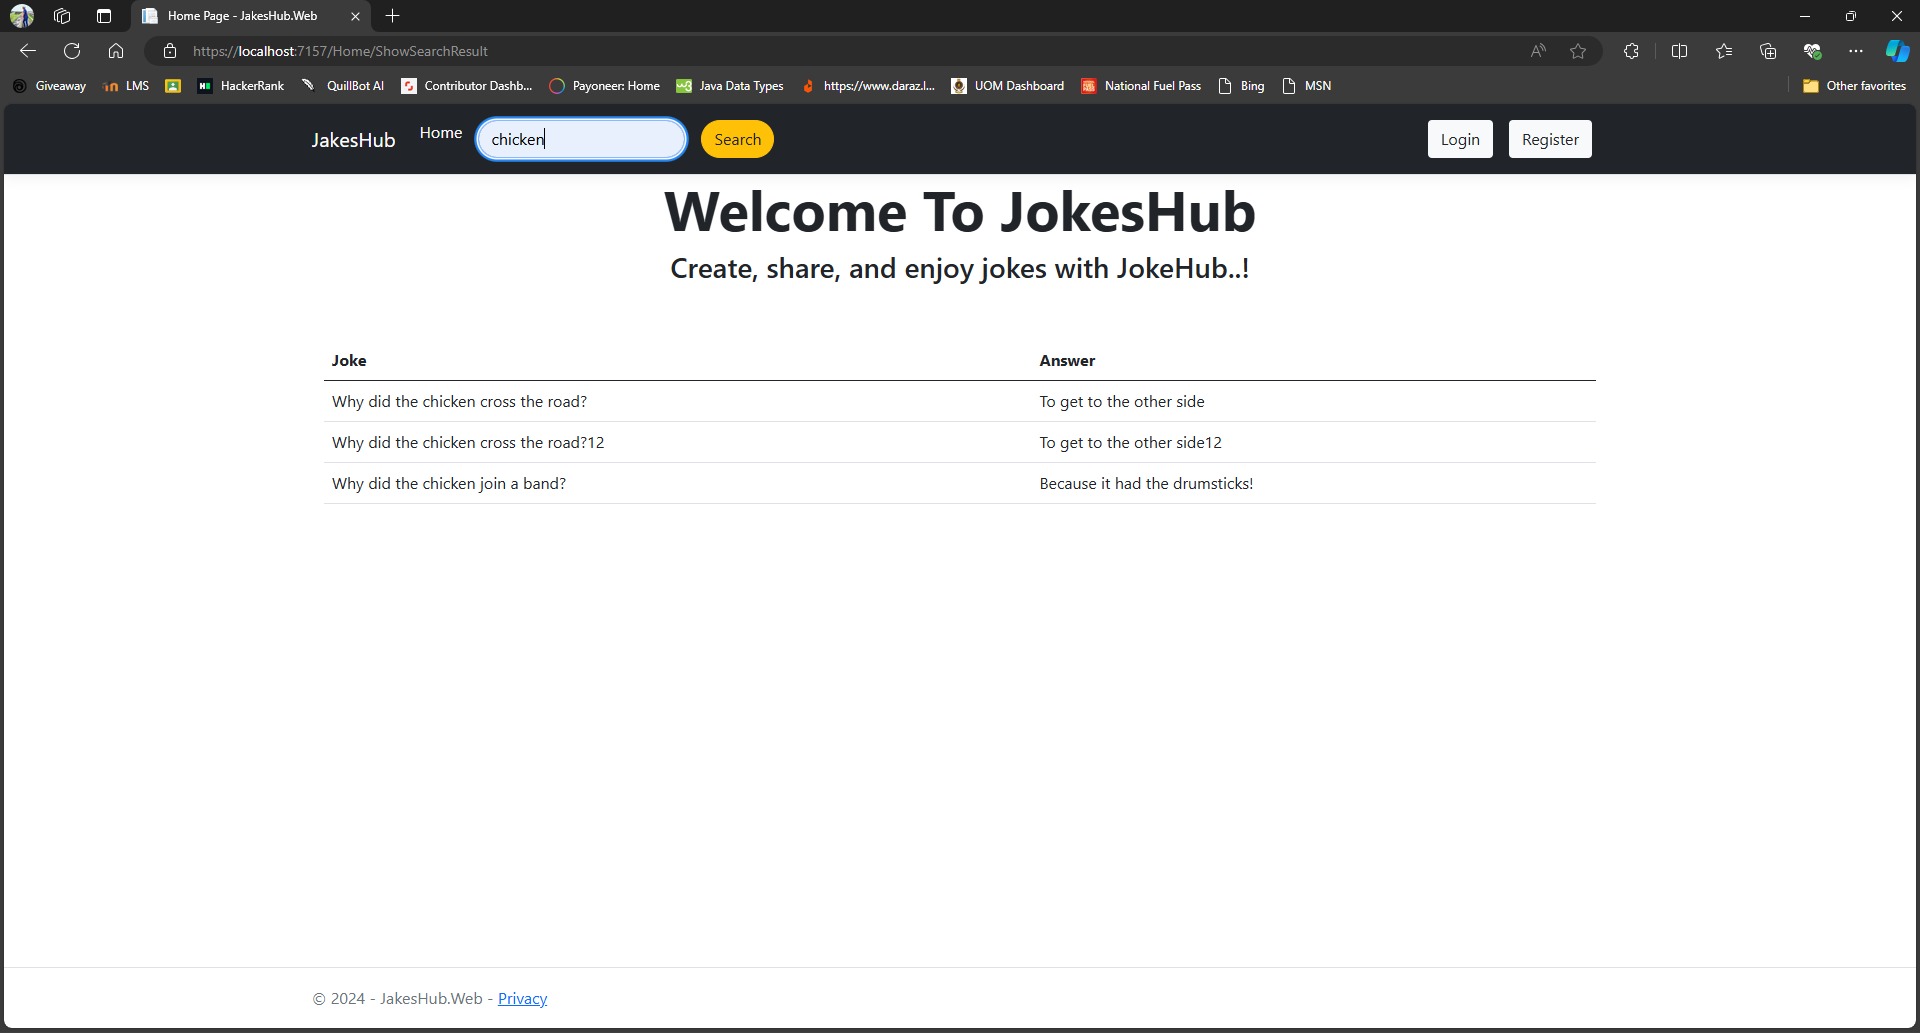 Home Page - JakesHub.Web
https://localhost:7157/Home/ShowSearchResult
Giveaway LMS HackerRank QuillBot AI Contributor Dashb... Payoneer: Home Java Data Types https://www.daraz.l... UOM Dashboard National Fuel Pass Bing MSN Other favorites
JakesHub Home chicken Search Login Register
Welcome To JokesHub
Create, share, and enjoy jokes with JokeHub..!
Joke Answer
Why did the chicken cross the road? To get to the other side
Why did the chicken cross the road?12 To get to the other side12
Why did the chicken join a band? Because it had the drumsticks!
© 2024 - JakesHub.Web - Privacy